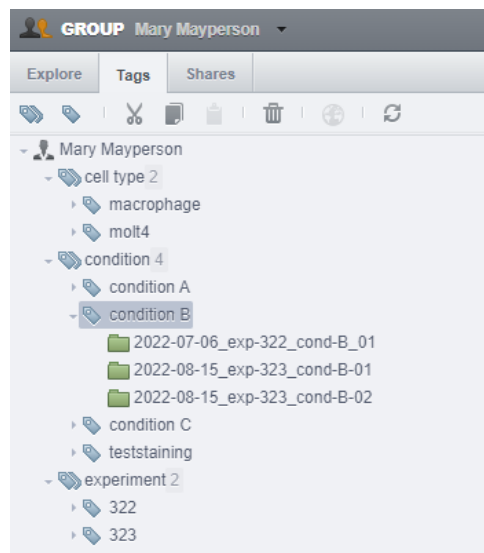 GROUP Mary Mayperson
Explore Tags Shares
Mary Mayperson
cell type 2
macrophage
molt4
condition 4
condition A
condition B
2022-07-06_exp-322_cond-B_01
2022-08-15_exp-323_cond-B-01
2022-08-15_exp-323_cond-B-02
condition C
teststaining
experiment 2
322
323